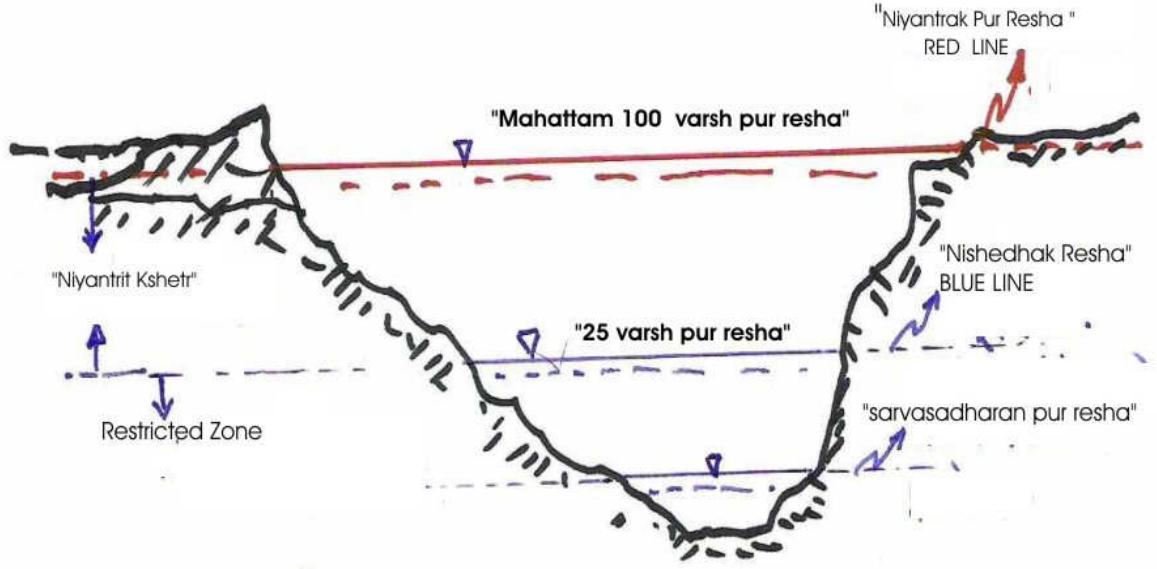 "Niyantrak Pur Resha "
RED LINE
"Mahattam 100 varsh pur resha"
"Niyantrit Kshetr"
"Nishedhak Resha"
BLUE LINE
"25 varsh pur resha"
"sarvasadharan pur resha"
Restricted Zone